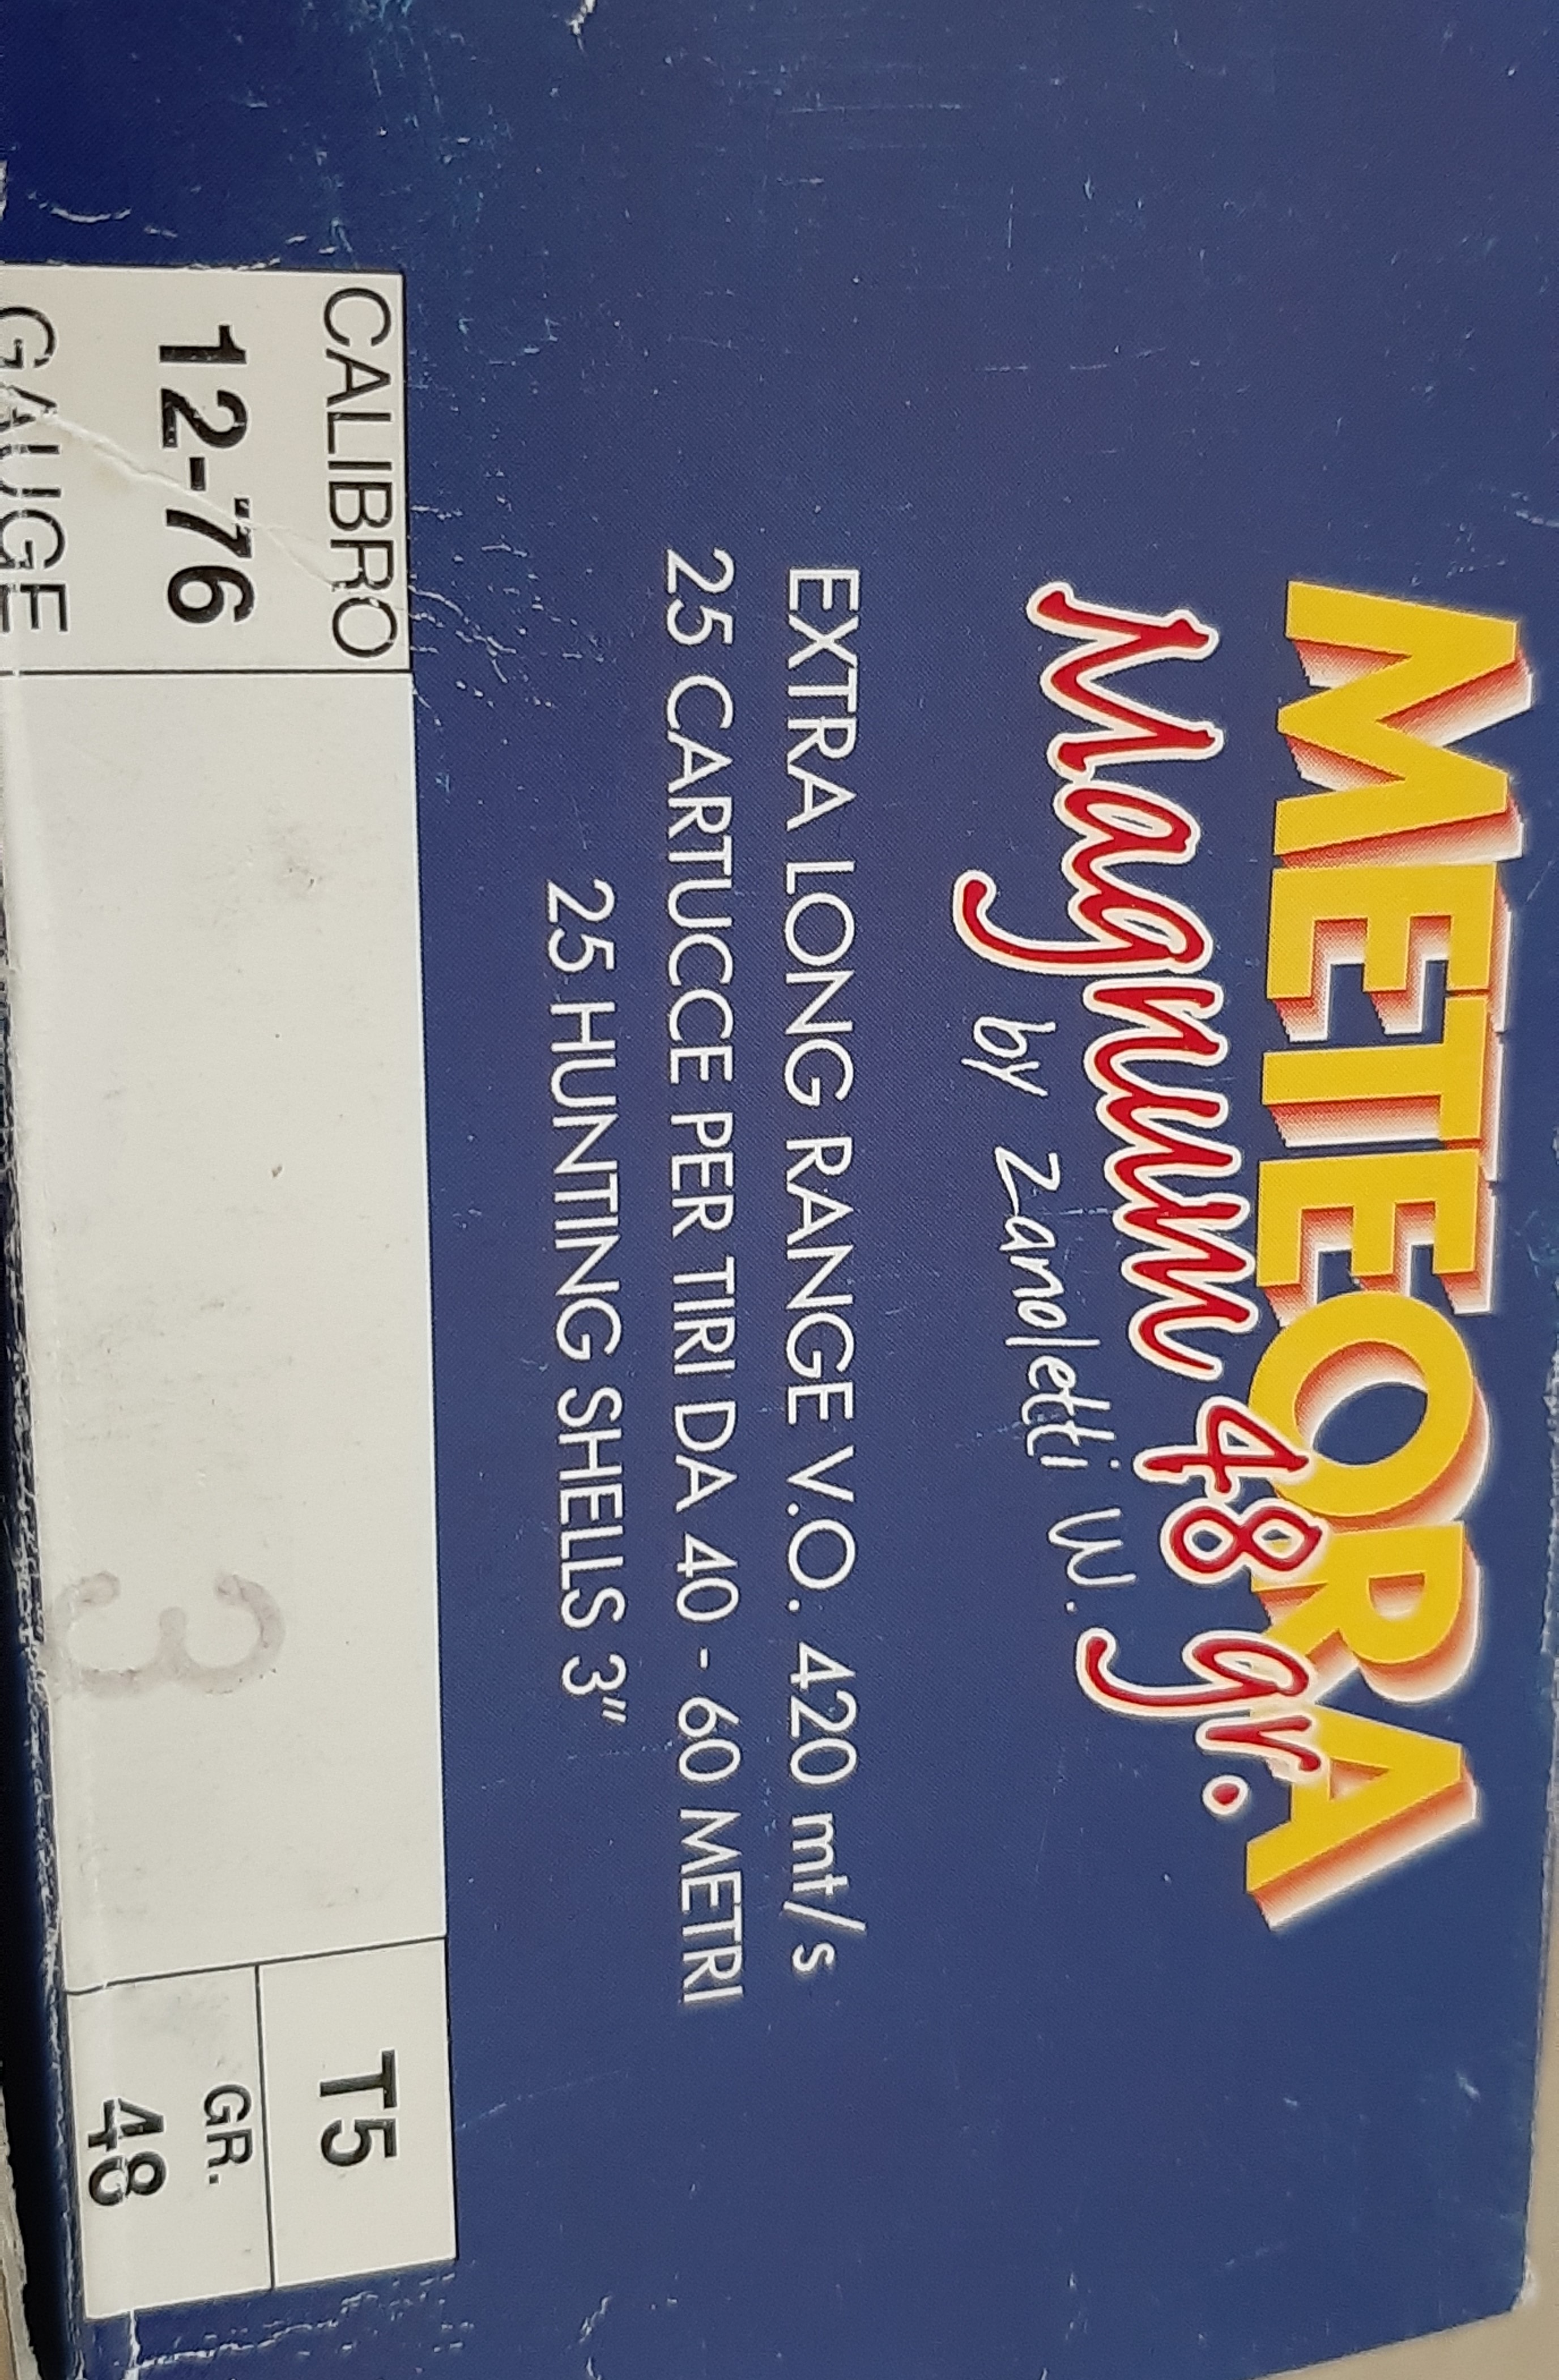 METEORA
Magnum 48 gr.
by Zanoletti W.
EXTRA LONG RANGE V.O. 420 mt/s
25 CARTUCCE PER TIRI DA 40 - 60 METRI
25 HUNTING SHELLS 3"
CALIBRO
12-76
GAUGE
3
T5
GR.
48